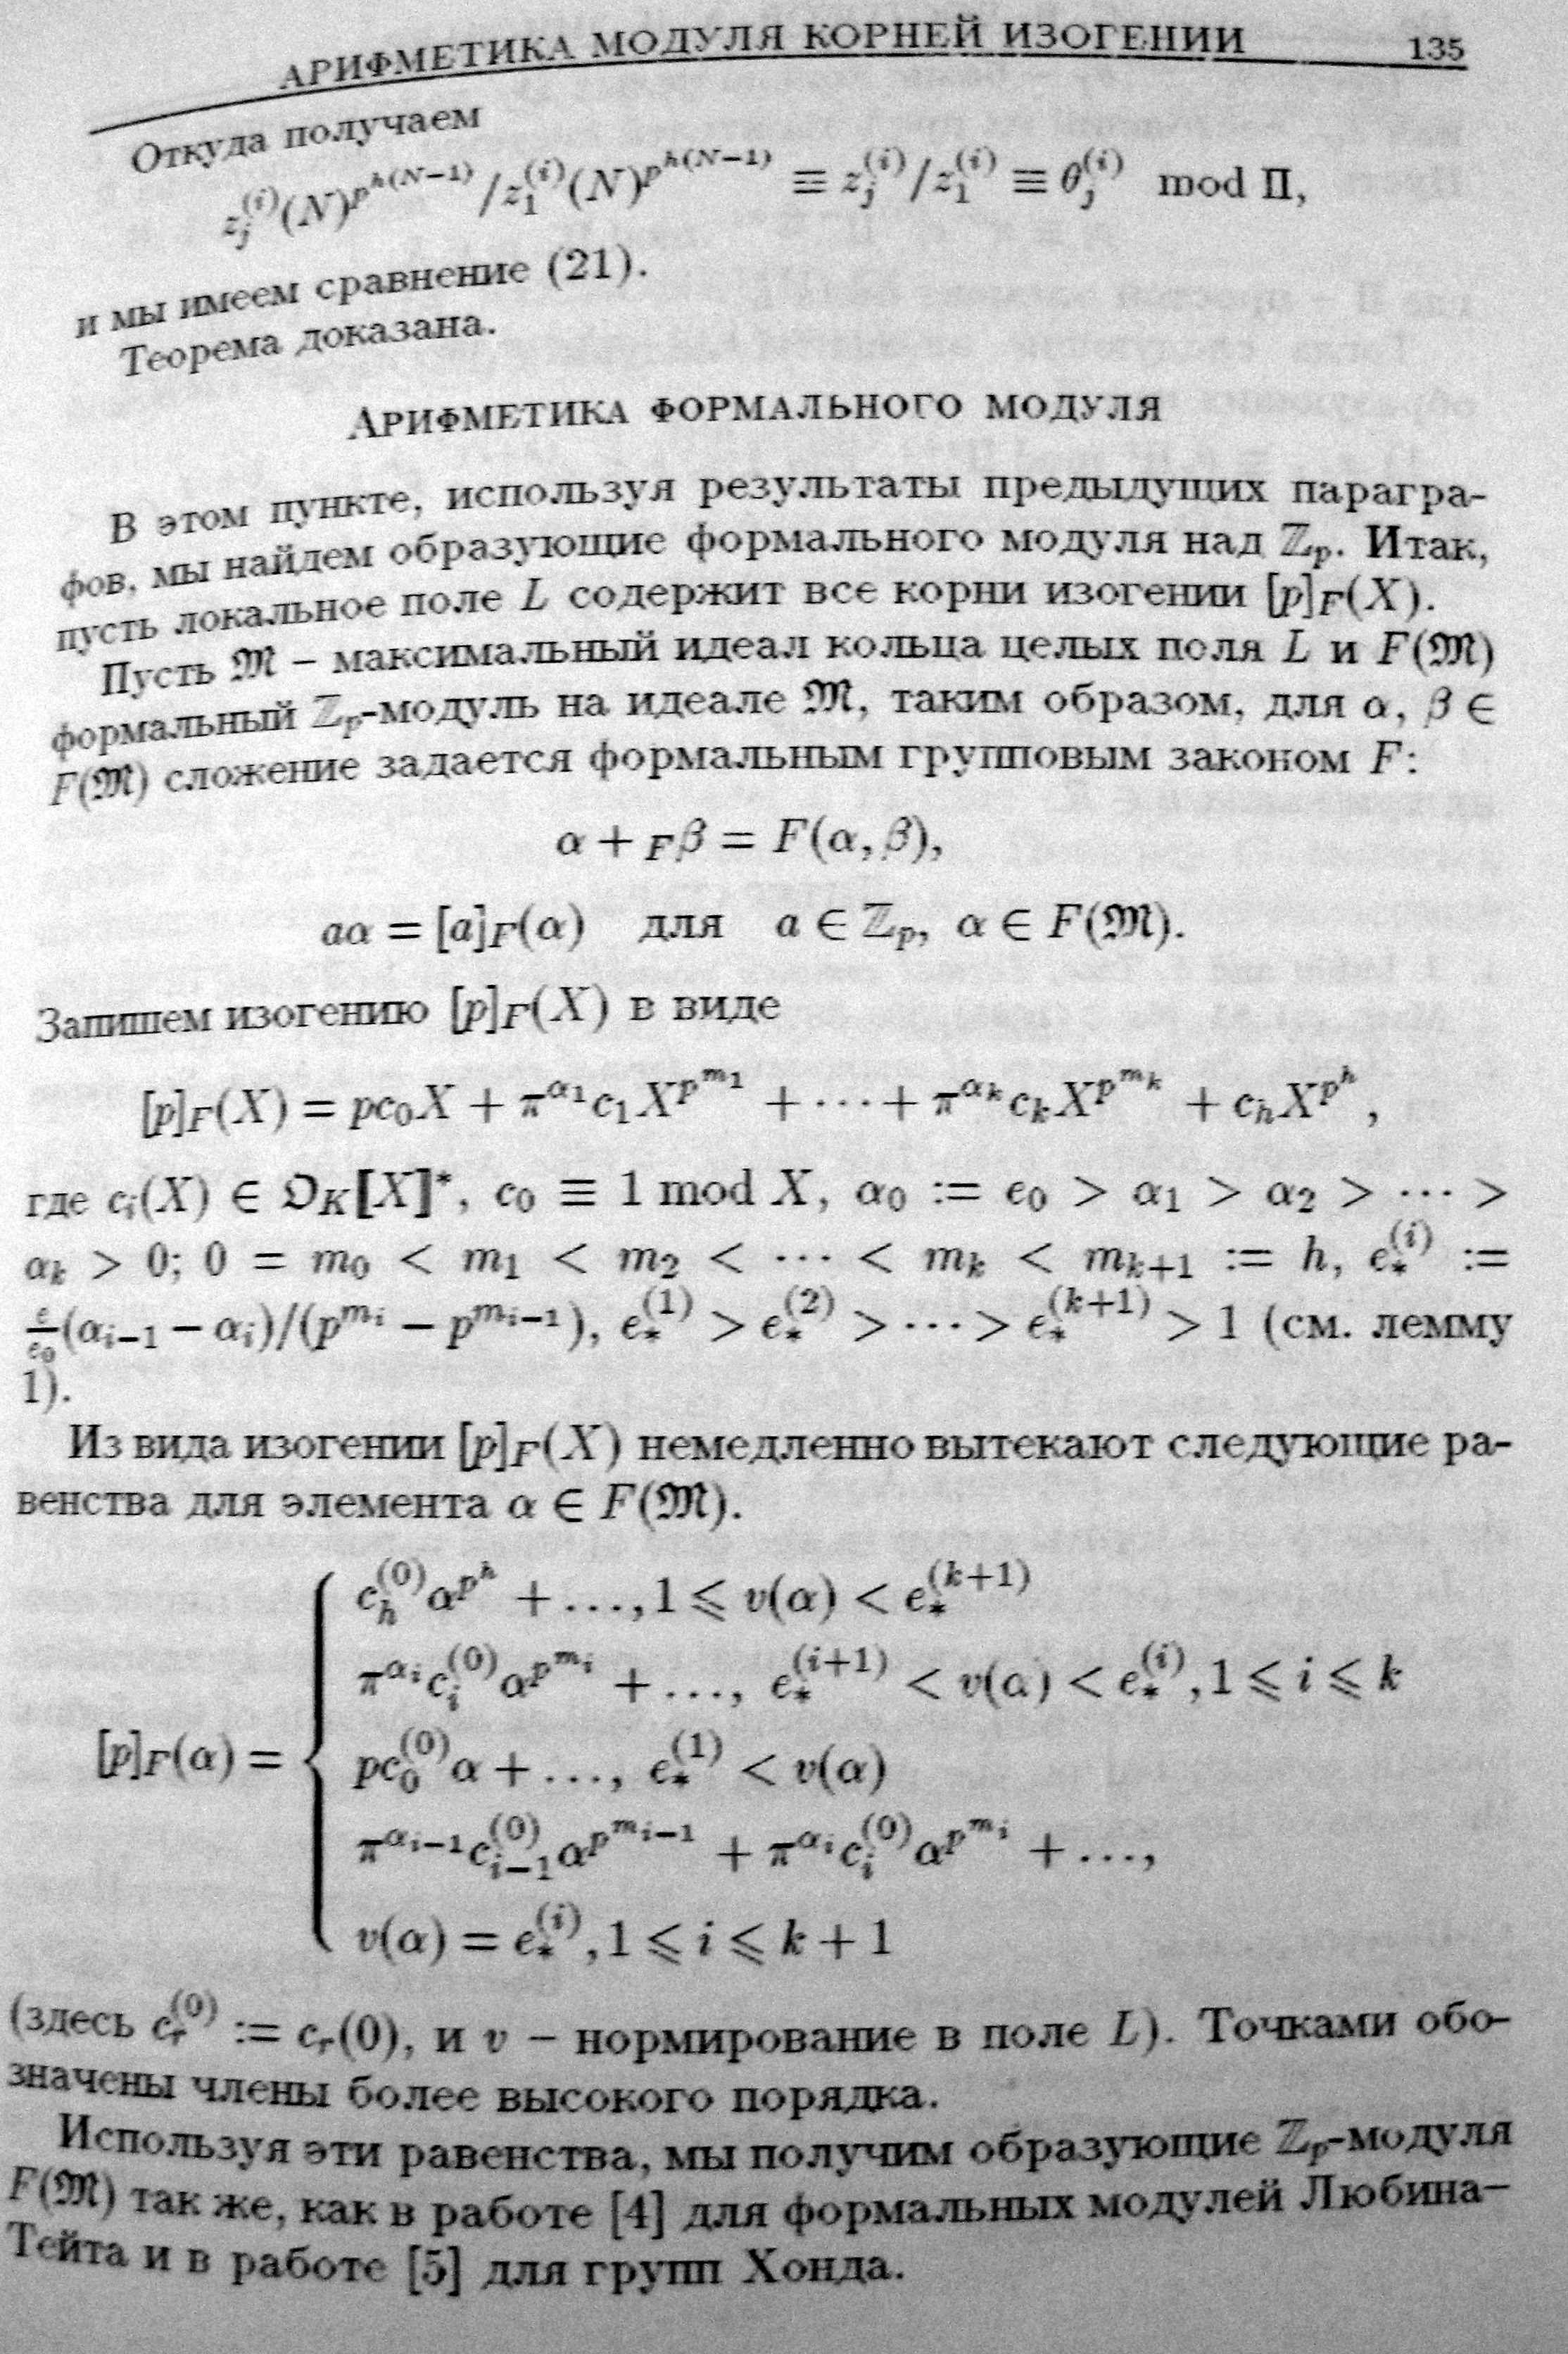 АРИФМЕТИКА МОДУЛЯ КОРНЕЙ ИЗОГЕНИИ 135
Откуда получаем
$z_j^{(i)}(N)^{p^{h(N-1)}}/z_1^{(i)}(N)^{p^{h(N-1)}} \equiv z_j^{(i)}/z_1^{(i)} \equiv \theta_j^{(i)} \mod \Pi,$
и мы имеем сравнение (21).
Теорема доказана.
АРИФМЕТИКА ФОРМАЛЬНОГО МОДУЛЯ
В этом пункте, используя результаты предыдущих парагра-
фов, мы найдем образующие формального модуля над $\mathbb{Z}_p$. Итак,
пусть локальное поле $L$ содержит все корни изогении $[p]_F(X)$.
Пусть $\mathfrak{M}$ – максимальный идеал кольца целых поля $L$ и $F(\mathfrak{M})$
формальный $\mathbb{Z}_p$-модуль на идеале $\mathfrak{M}$, таким образом, для $\alpha, \beta \in$
$F(\mathfrak{M})$ сложение задается формальным групповым законом $F$:
$\alpha +_F \beta = F(\alpha, \beta),$
$a\alpha = [a]_F(\alpha)$ для $a \in \mathbb{Z}_p, \alpha \in F(\mathfrak{M}).$
Запишем изогению $[p]_F(X)$ в виде
$[p]_F(X) = pc_0X + \pi^{\alpha_1}c_1X^{p^{m_1}} + \cdots + \pi^{\alpha_k}c_kX^{p^{m_k}} + c_hX^{p^h},$
где $c_i(X) \in \mathfrak{O}_K[[X]]^*$, $c_0 \equiv 1 \mod X$, $\alpha_0 := e_0 > \alpha_1 > \alpha_2 > \cdots >$
$\alpha_k > 0$; $0 = m_0 < m_1 < m_2 < \cdots < m_k < m_{k+1} := h$, $e_*^{(i)} :=$
$\frac{e}{e_0}(\alpha_{i-1} - \alpha_i)/(p^{m_i} - p^{m_{i-1}})$, $e_*^{(1)} > e_*^{(2)} > \cdots > e_*^{(k+1)} > 1$ (см. лемму
1).
Из вида изогении $[p]_F(X)$ немедленно вытекают следующие ра-
венства для элемента $\alpha \in F(\mathfrak{M})$.
$c_h^{(0)}\alpha^{p^h} + \ldots, 1 \leqslant v(\alpha) < e_*^{(k+1)}$
$\pi^{\alpha_i}c_i^{(0)}\alpha^{p^{m_i}} + \ldots, e_*^{(i+1)} < v(\alpha) < e_*^{(i)}, 1 \leqslant i \leqslant k$
$[p]_F(\alpha) = \{ pc_0^{(0)}\alpha + \ldots, e_*^{(1)} < v(\alpha)$
$\pi^{\alpha_{i-1}}c_{i-1}^{(0)}\alpha^{p^{m_{i-1}}} + \pi^{\alpha_i}c_i^{(0)}\alpha^{p^{m_i}} + \ldots,$
$v(\alpha) = e_*^{(i)}, 1 \leqslant i \leqslant k + 1$
(здесь $c_r^{(0)} := c_r(0)$, и $v$ – нормирование в поле $L$). Точками обо-
значены члены более высокого порядка.
Используя эти равенства, мы получим образующие $\mathbb{Z}_p$-модуля
$F(\mathfrak{M})$ так же, как в работе [4] для формальных модулей Любина–
Тейта и в работе [5] для групп Хонда.